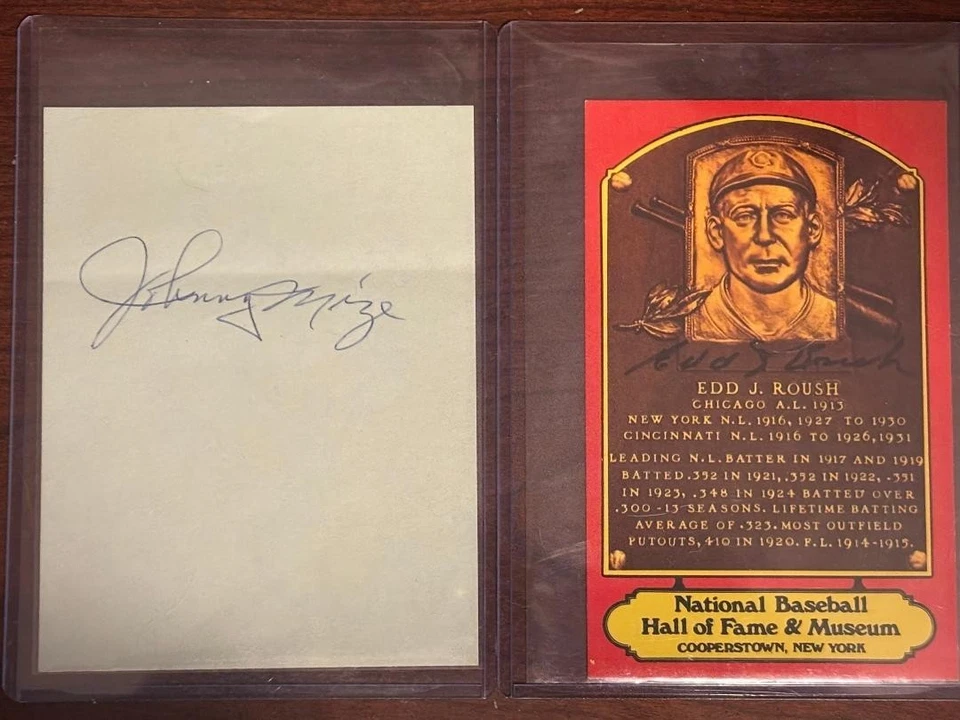 Johnny Mize
C
Edd J Roush
EDD J. ROUSH
CHICAGO A.L. 1913
NEW YORK N.L. 1916, 1927 TO 1930
CINCINNATI N.L. 1916 TO 1926, 1931
LEADING N.L. BATTER IN 1917 AND 1919
BATTED .352 IN 1921, .352 IN 1922, .351
IN 1923, .348 IN 1924 BATTED OVER
.300 - 13 SEASONS. LIFETIME BATTING
AVERAGE OF .323. MOST OUTFIELD
PUTOUTS, 410 IN 1920. F.L. 1914-1915.
National Baseball
Hall of Fame & Museum
COOPERSTOWN, NEW YORK